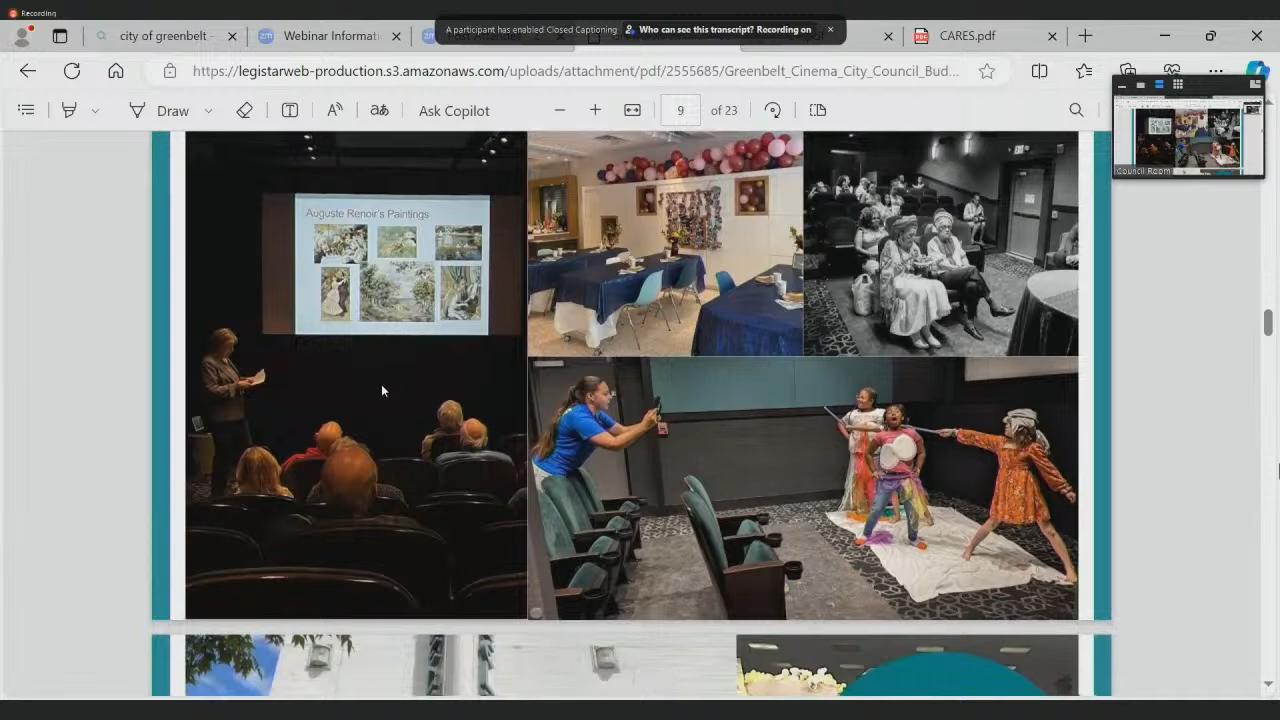 Recording
city of greenbelt -
Webinar Informati
A participant has enabled Closed Captioning
Who can see this transcript? Recording on
CARES.pdf
https://legistarweb-production.s3.amazonaws.com/uploads/attachment/pdf/2555685/Greenbelt_Cinema_City_Council_Bud...
Draw
Ask Copilot
9 of 23
Council Room
Auguste Renoir's Paintings